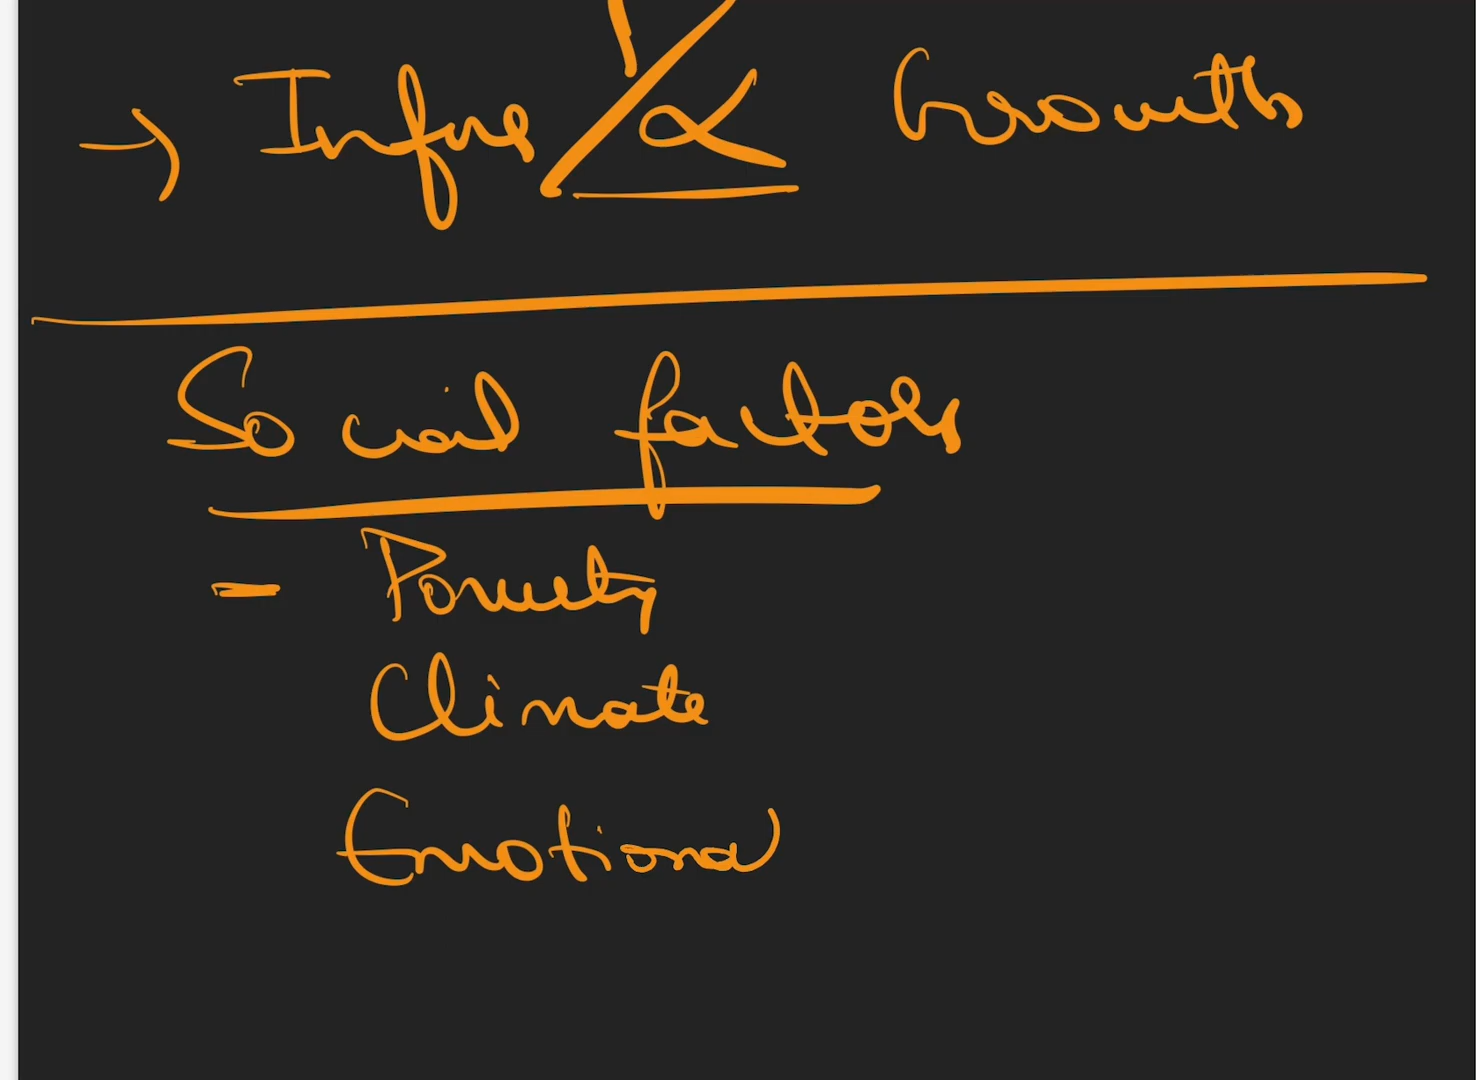 → Infra ∝ Growth
Social factors
- Poverty
Climate
Emotional